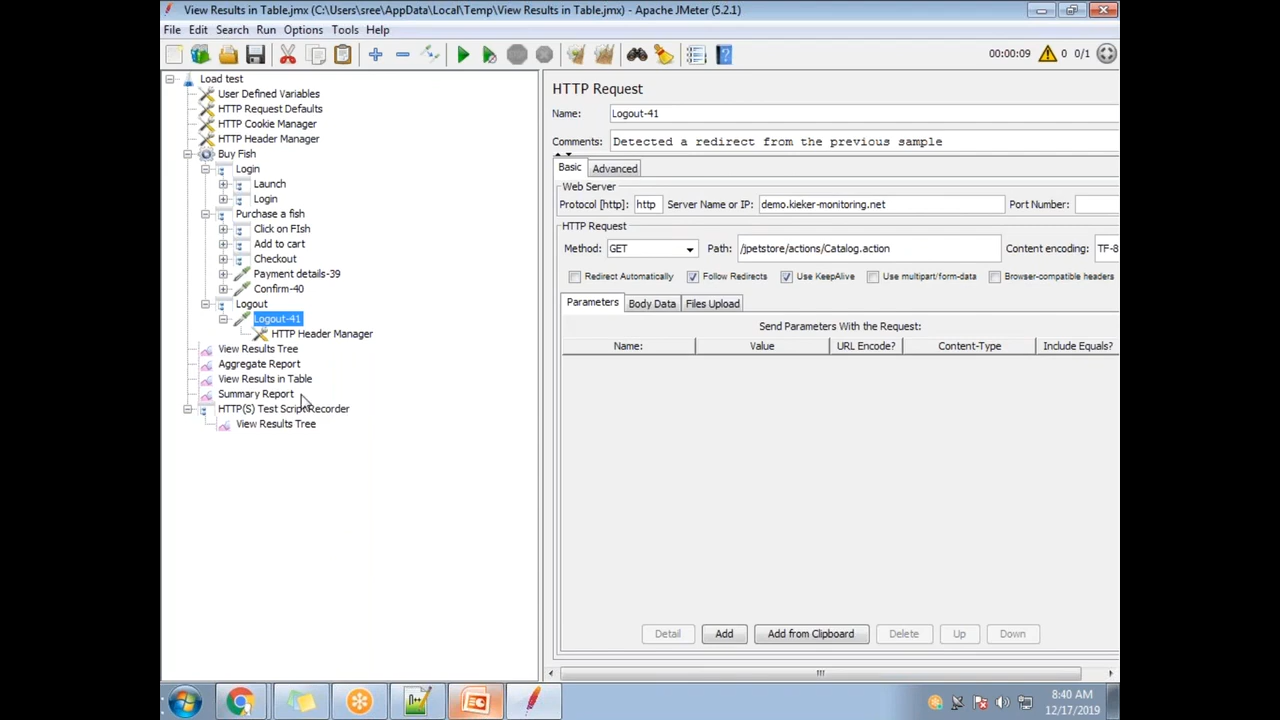 View Results in Table.jmx (C:\Users\sree\AppData\Local\Temp\View Results in Table.jmx) - Apache JMeter (5.2.1)
File Edit Search Run Options Tools Help
00:00:09 0 0/1
Load test
User Defined Variables
HTTP Request Defaults
HTTP Cookie Manager
HTTP Header Manager
Buy Fish
Login
Launch
Login
Purchase a fish
Click on FIsh
Add to cart
Checkout
Payment details-39
Confirm-40
Logout
Logout-41
HTTP Header Manager
View Results Tree
Aggregate Report
View Results in Table
Summary Report
HTTP(S) Test Script Recorder
View Results Tree
HTTP Request
Name: Logout-41
Comments: Detected a redirect from the previous sample
Basic Advanced
Web Server
Protocol [http]: http Server Name or IP: demo.kieker-monitoring.net Port Number:
HTTP Request
Method: GET Path: /jpetstore/actions/Catalog.action Content encoding: TF-8
Redirect Automatically Follow Redirects Use KeepAlive Use multipart/form-data Browser-compatible headers
Parameters Body Data Files Upload
Send Parameters With the Request:
Name: Value URL Encode? Content-Type Include Equals?
Detail Add Add from Clipboard Delete Up Down
8:40 AM
12/17/2019